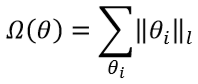 Ω(θ) = ∑_{θ_i} ‖θ_i‖_l